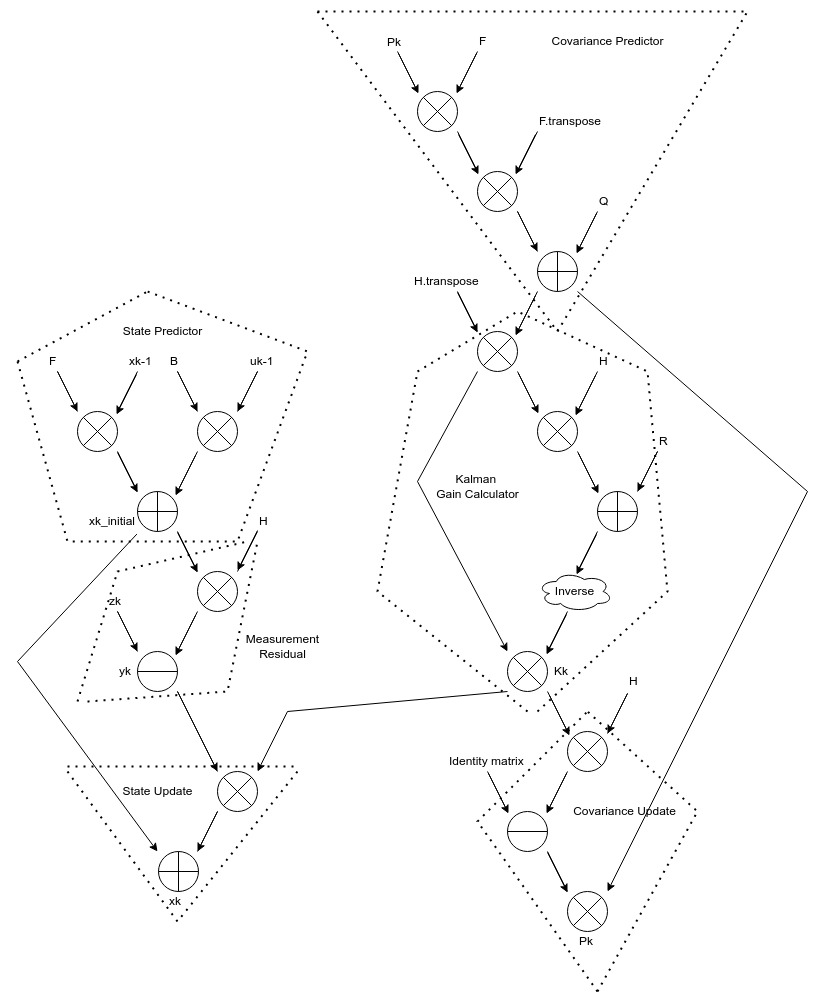 Pk
F
Covariance Predictor
F.transpose
Q
H.transpose
State Predictor
F
xk-1
B
uk-1
H
R
Kalman
Gain Calculator
xk_initial
H
zk
Inverse
Measurement
Residual
yk
Kk
H
Identity matrix
State Update
Covariance Update
xk
Pk